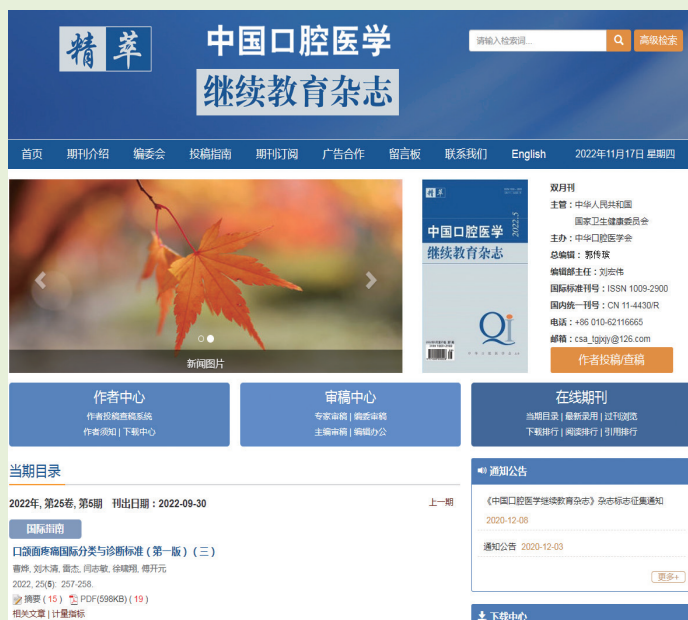 精萃
中国口腔医学
继续教育杂志
请输入检索词...
高级检索
首页 期刊介绍 编委会 投稿指南 期刊订阅 广告合作 留言板 联系我们 English 2022年11月17日 星期四
新闻图片
精萃
中国口腔医学
2022.5
继续教育杂志
Qi
双月刊
主管：中华人民共和国
国家卫生健康委员会
主办：中华口腔医学会
总编辑：郭传瑸
编辑部主任：刘宏伟
国际标准刊号：ISSN 1009-2900
国内统一刊号：CN 11-4430/R
电话：+86 010-62116665
邮箱：csa_tgjxjy@126.com
作者投稿/查稿
作者中心
作者投稿查稿系统
作者须知 | 下载中心
审稿中心
专家审稿 | 编委审稿
主编审稿 | 编辑办公
在线期刊
当期目录 | 最新录用 | 过刊浏览
下载排行 | 阅读排行 | 引用排行
当期目录
2022年, 第25卷, 第5期 刊出日期：2022-09-30
上一期
国际指南
口颌面疼痛国际分类与诊断标准（第一版）（三）
曹烨, 刘木清, 雷杰, 闫志敏, 徐啸翔, 傅开元
2022, 25(5): 257-258.
摘要 ( 15 ) PDF(598KB) ( 19 )
相关文章 | 计量指标
通知公告
《中国口腔医学继续教育杂志》杂志标志征集通知
2020-12-08
通知公告 2020-12-03
更多+
下载中心